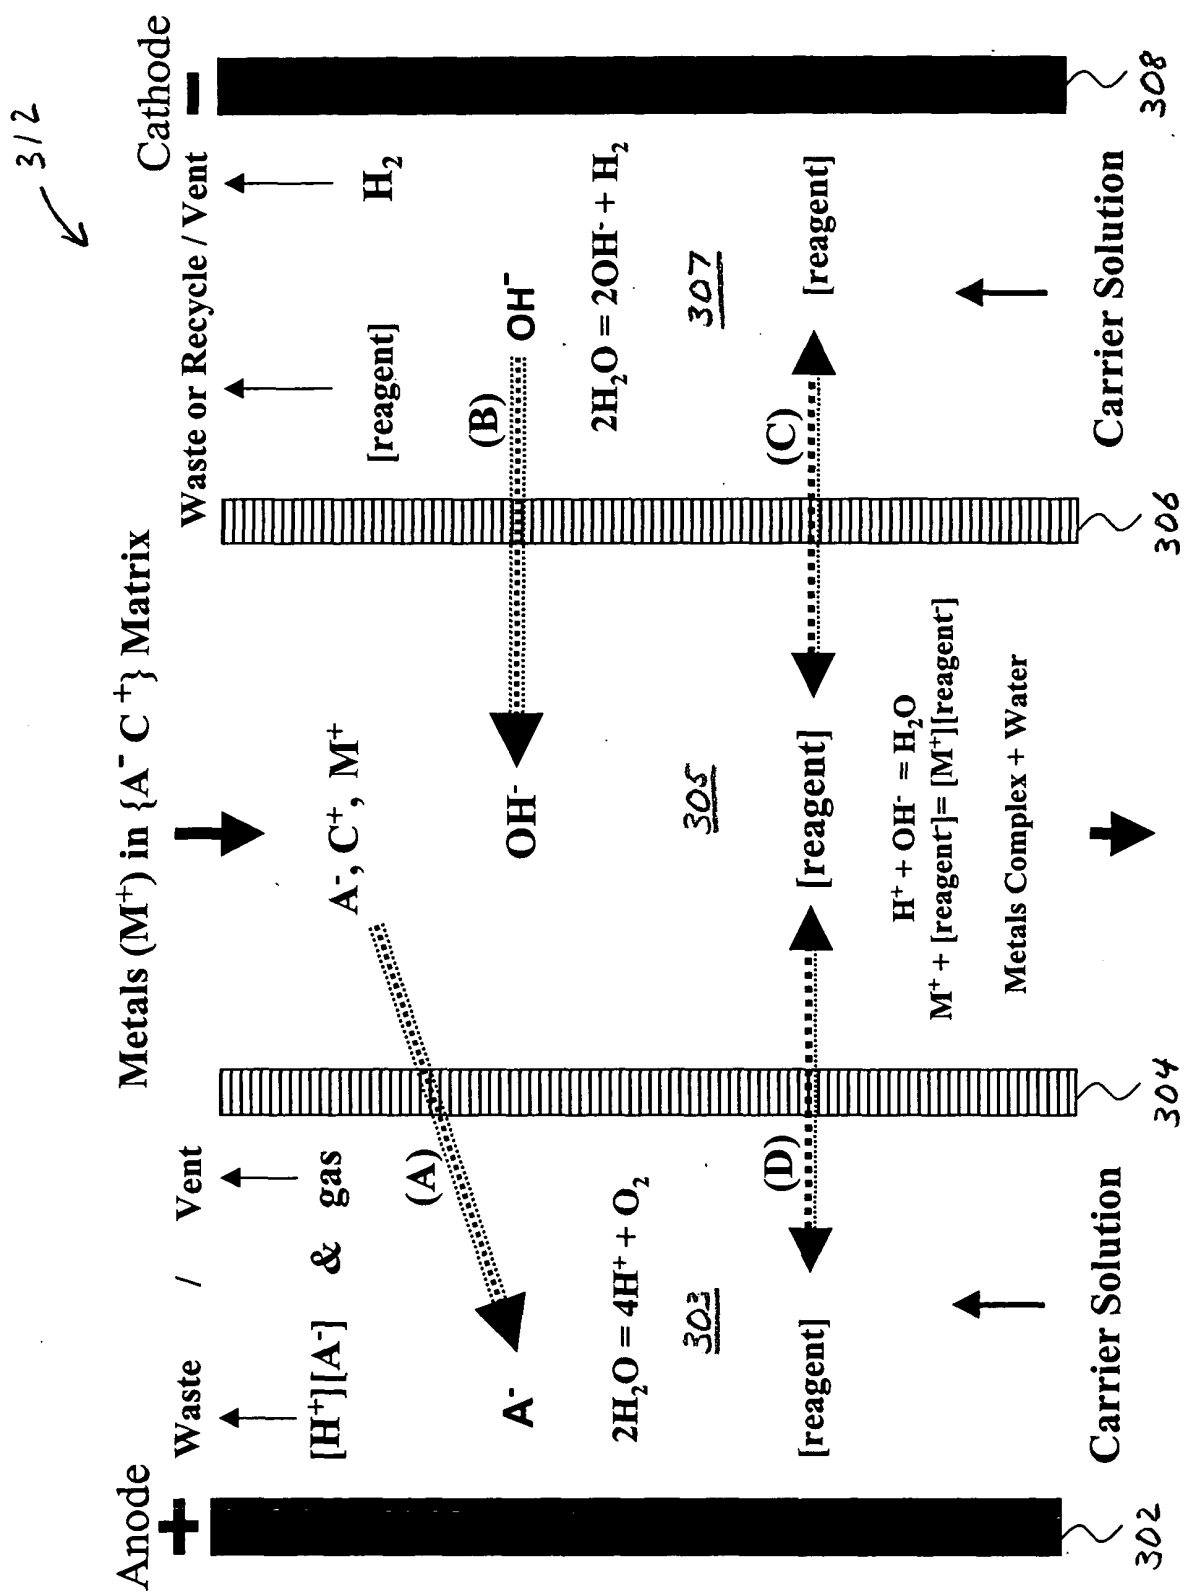 312
Metals (M⁺) in {A⁻ C⁺} Matrix
Anode
+
Waste / Vent
[H⁺][A⁻] & gas
A⁻
(A)
2H₂O = 4H⁺ + O₂
303
[reagent]
(D)
Carrier Solution
302
304
A⁻, C⁺, M⁺
OH⁻
305
[reagent]
H⁺ + OH⁻ = H₂O
M⁺ + [reagent⁻] = [M⁺][reagent⁻]
Metals Complex + Water
306
Cathode
−
Waste or Recycle / Vent
[reagent] H₂
(B)
OH⁻
2H₂O = 2OH⁻ + H₂
307
(C)
[reagent]
Carrier Solution
308